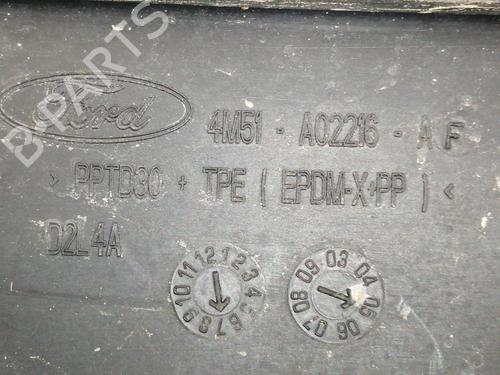 B-PARTS
Ford
4M51 - A02216 - A F
> PPTD30 + TPE ( EPDM-X+PP ) <
D2L4A
1 2 3 4 5 6 7 8 9 10 11 12
03 04 05 06 07 08 09